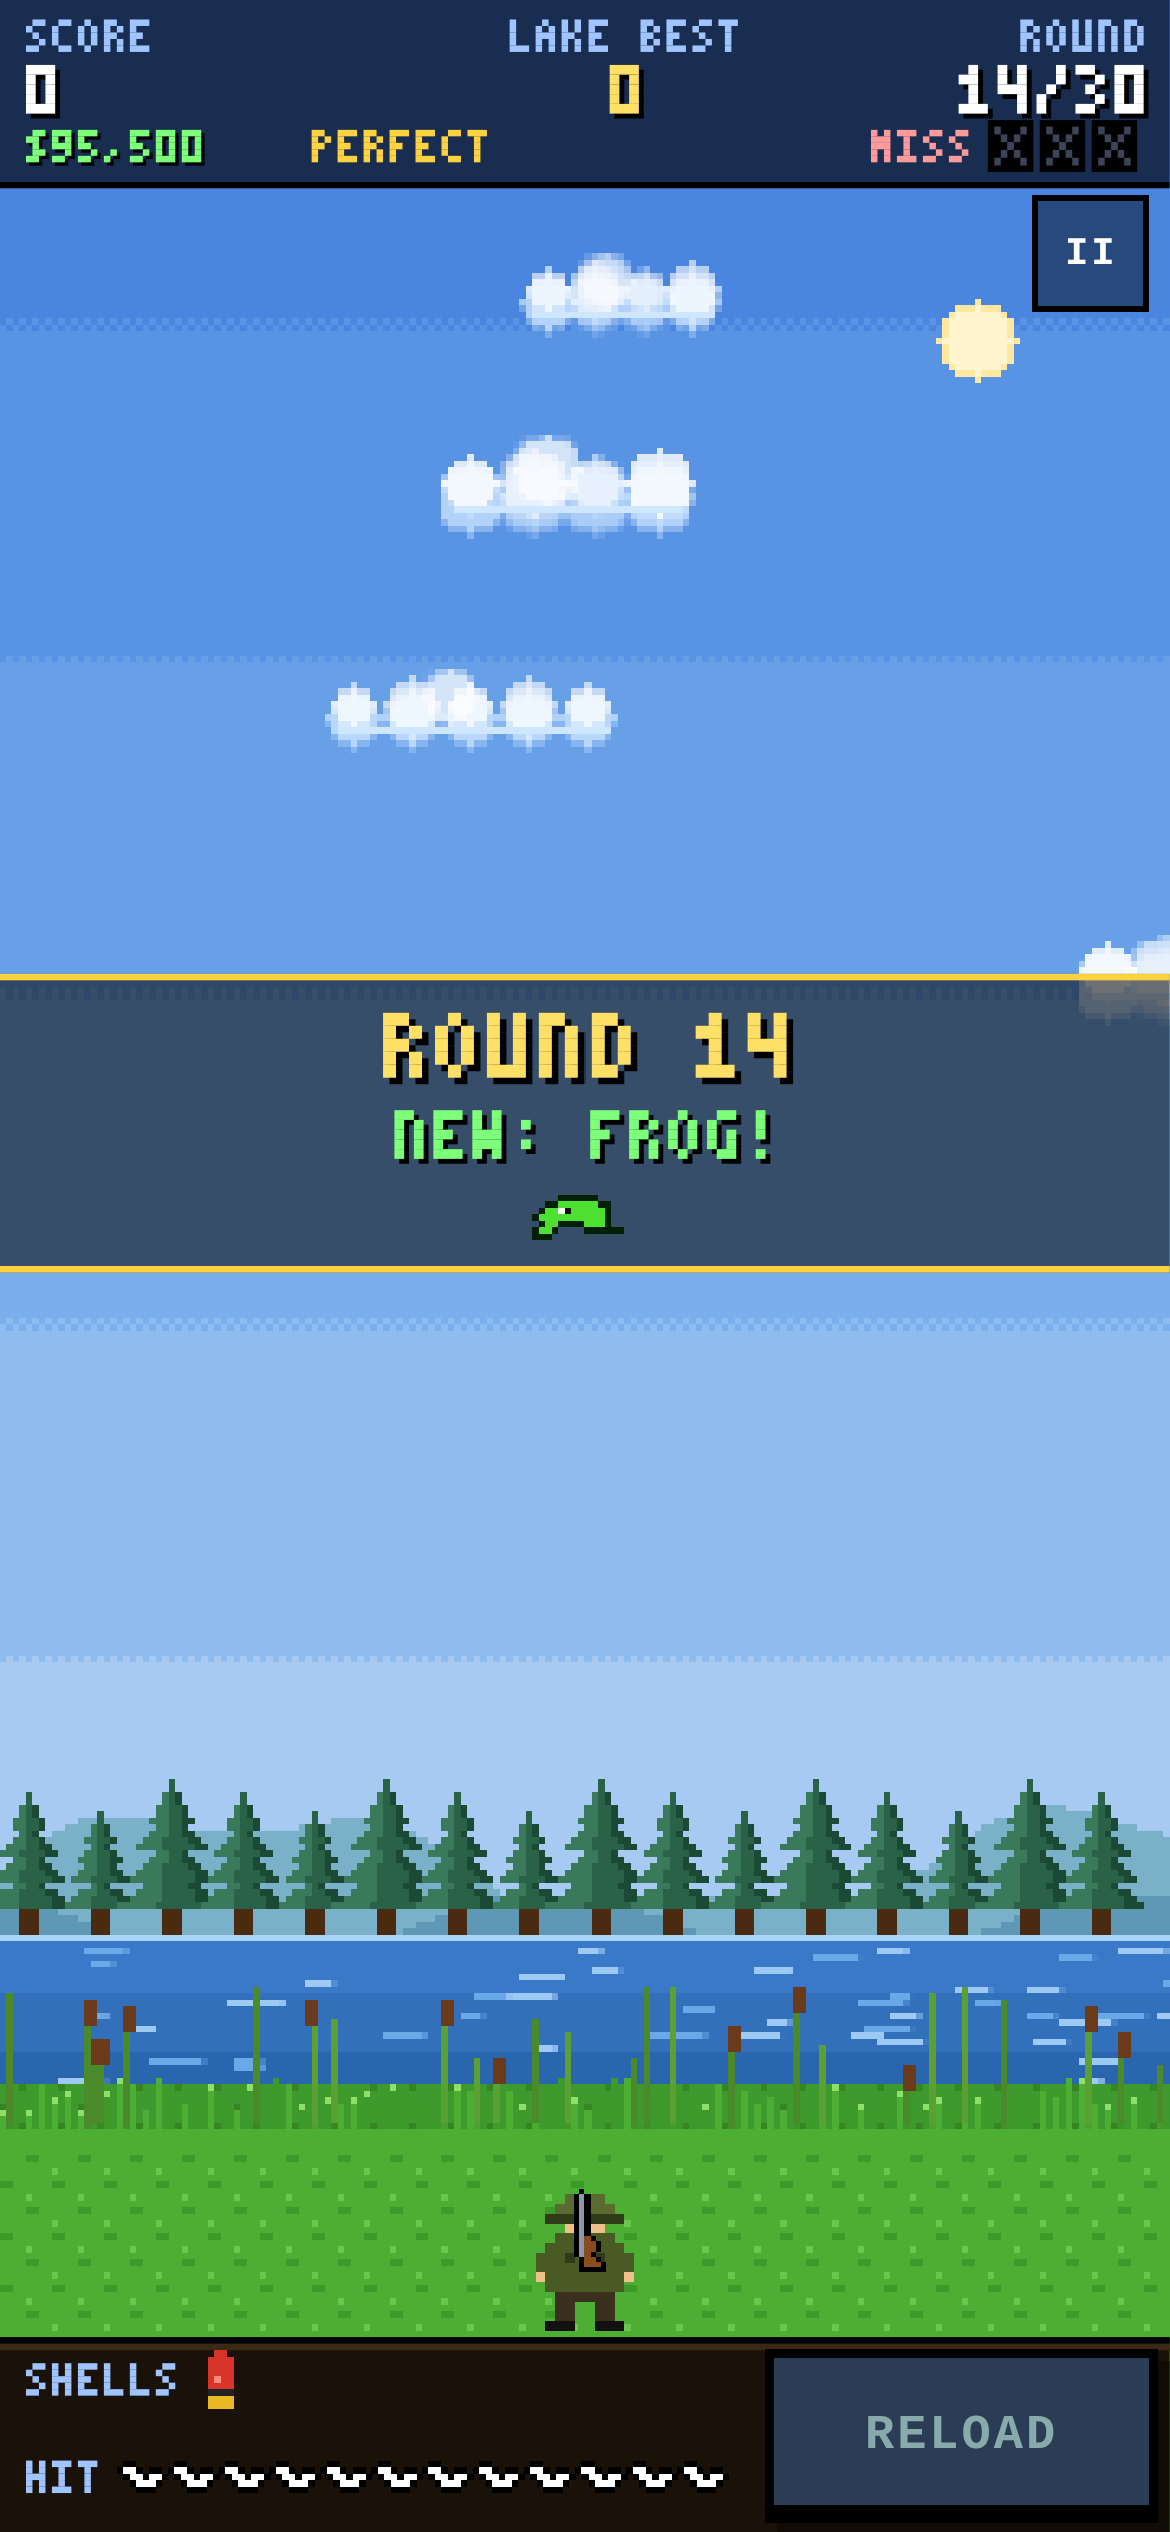 SCORE LAKE BEST ROUND
0 0 14/30
$95,500 PERFECT MISS X X X
II
ROUND 14
NEW: FROG!
SHELLS
RELOAD
HIT